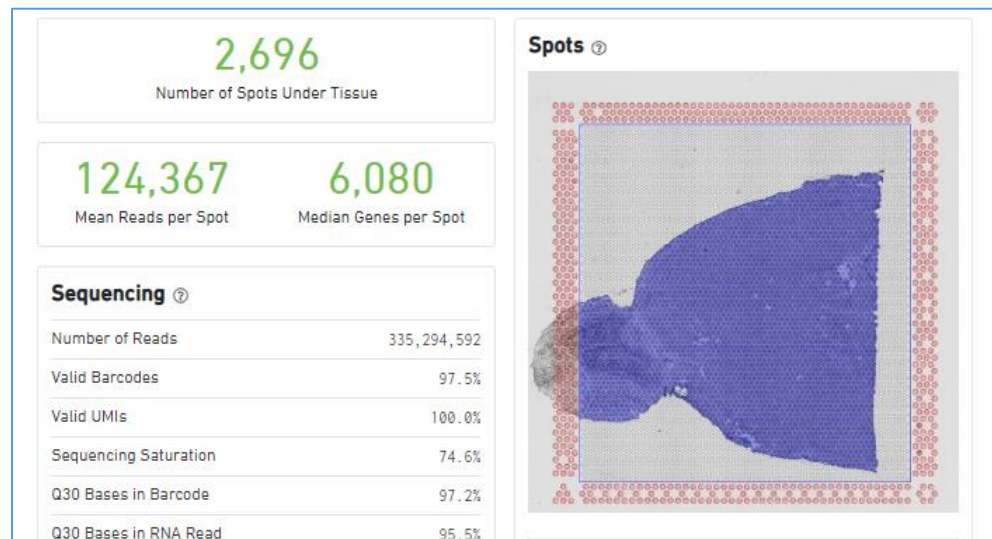 2,696
Number of Spots Under Tissue
124,367 6,080
Mean Reads per Spot Median Genes per Spot
Sequencing ?
Number of Reads 335,294,592
Valid Barcodes 97.5%
Valid UMIs 100.0%
Sequencing Saturation 74.6%
Q30 Bases in Barcode 97.2%
Q30 Bases in RNA Read 95.5%
Spots ?